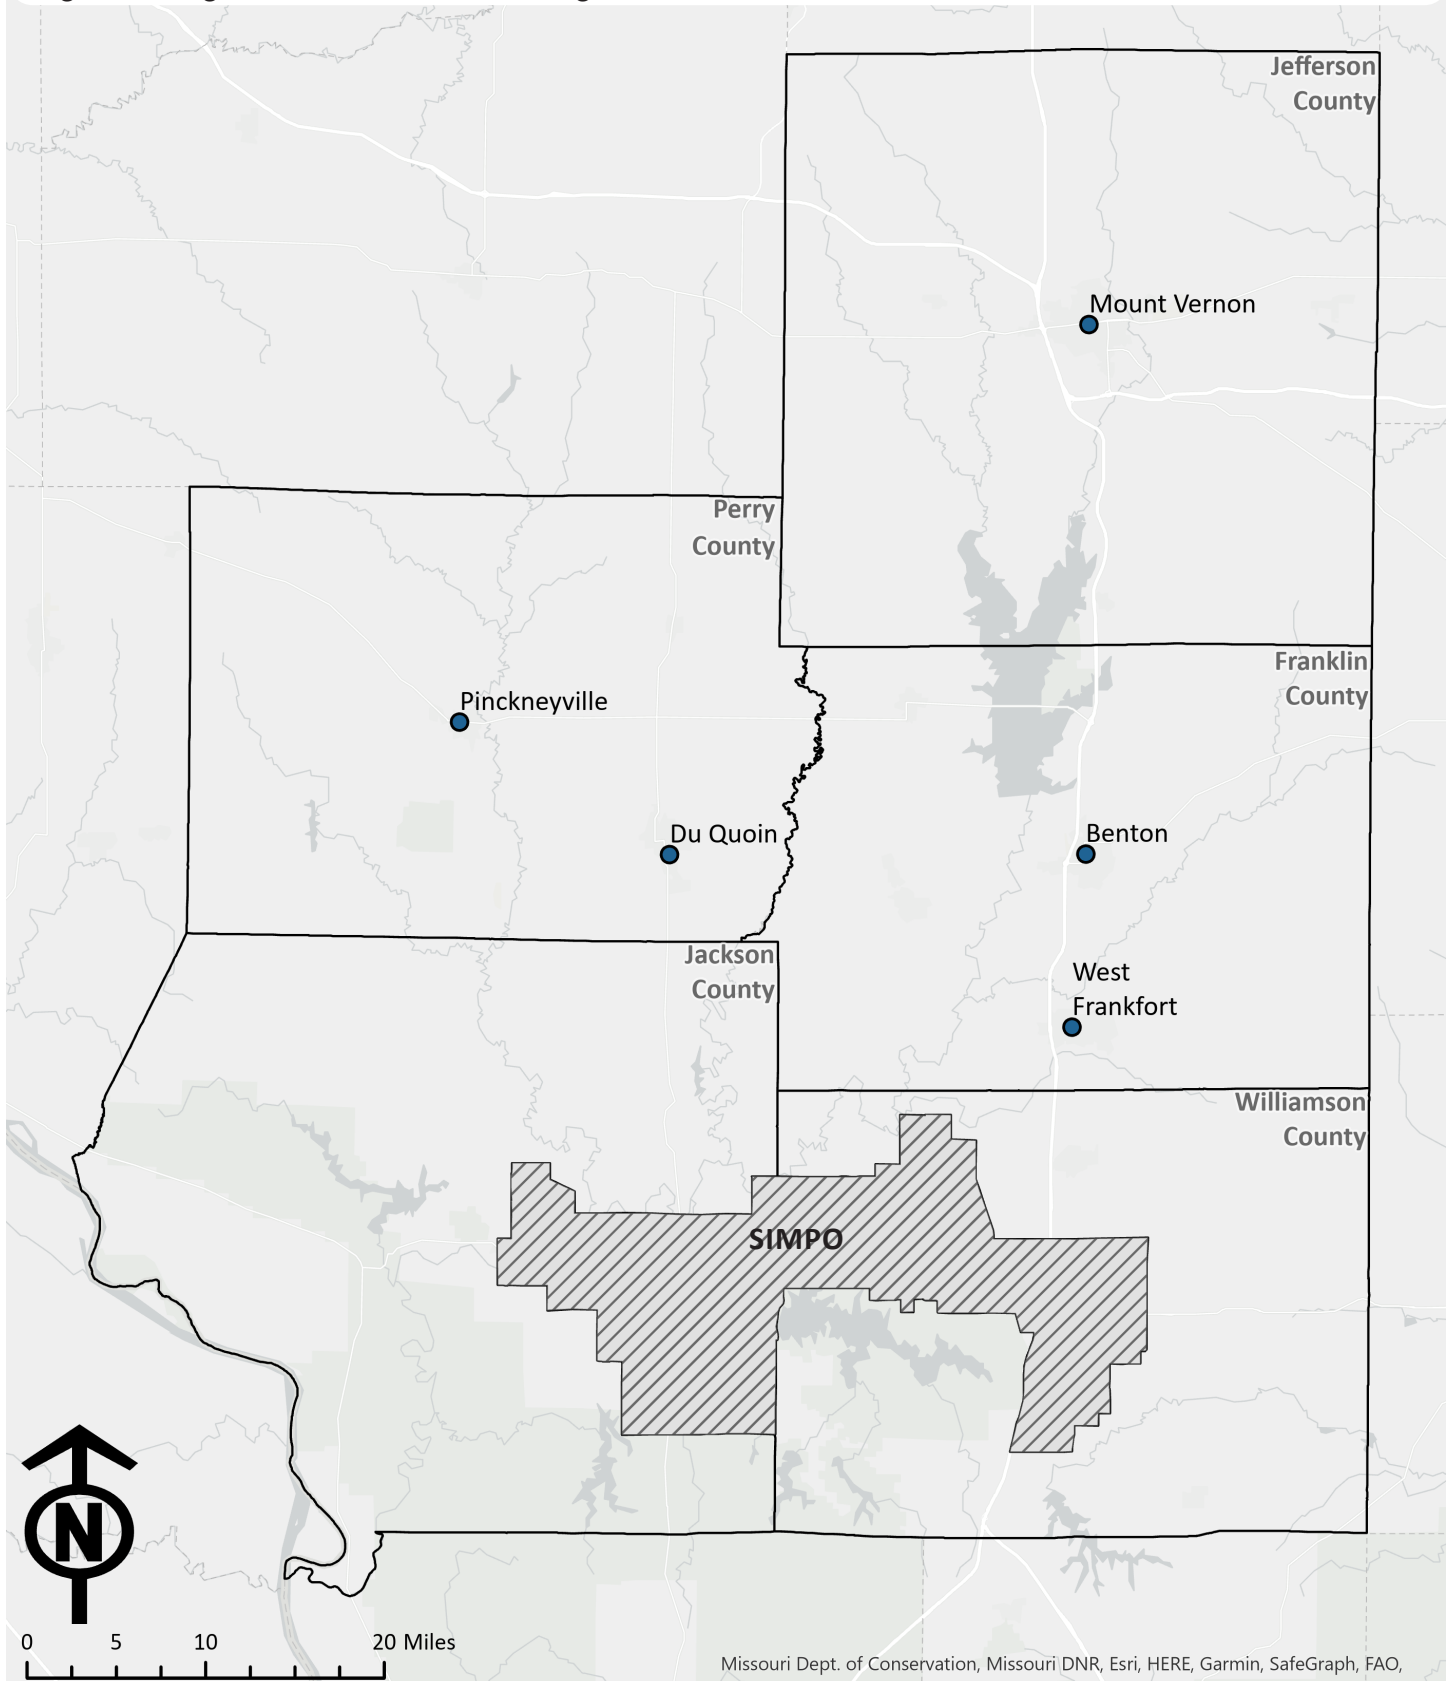 Jefferson
County
Mount Vernon
Perry
County
Franklin
County
Pinckneyville
Du Quoin
Benton
Jackson
County
West
Frankfort
Williamson
County
SIMPO
N
0 5 10 20 Miles
Missouri Dept. of Conservation, Missouri DNR, Esri, HERE, Garmin, SafeGraph, FAO,